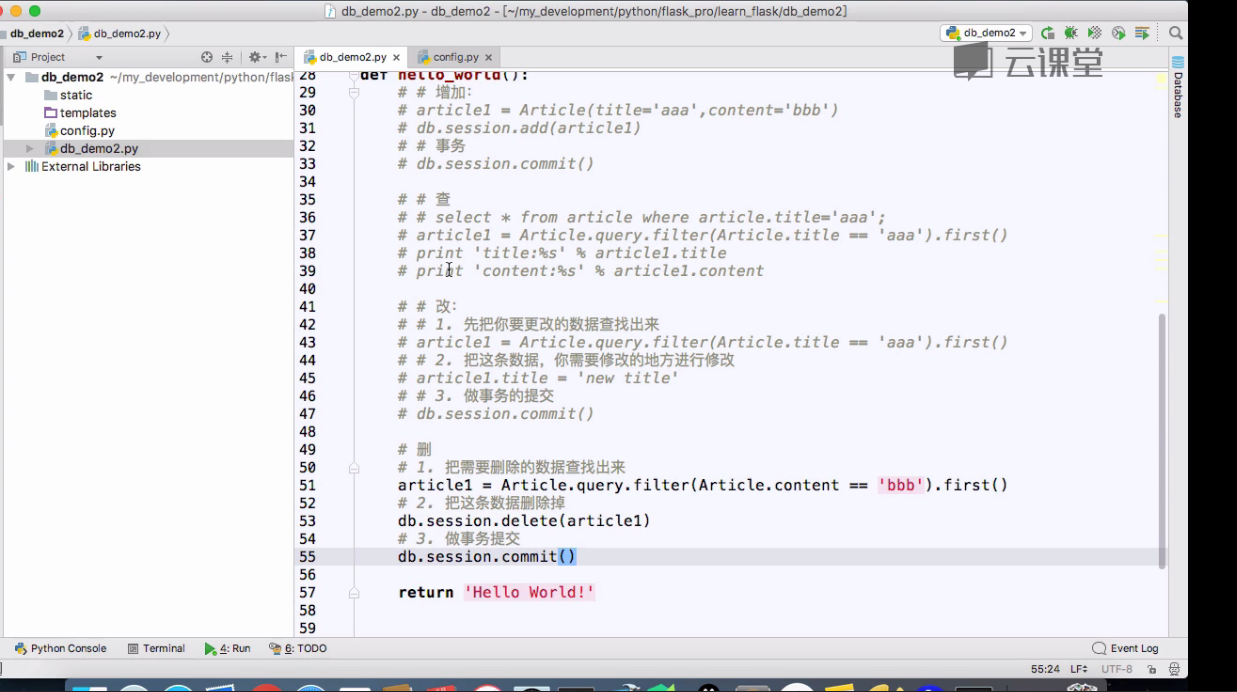 db_demo2.py - db_demo2 - [~/my_development/python/flask_pro/learn_flask/db_demo2]
db_demo2
db_demo2.py
db_demo2
云课堂
Project
db_demo2.py
config.py
db_demo2 ~/my_development/python/flask
static
templates
config.py
db_demo2.py
External Libraries
Database
28 def hello_world():
29 # # 增加:
30 # article1 = Article(title='aaa',content='bbb')
31 # db.session.add(article1)
32 # # 事务
33 # db.session.commit()
34
35 # # 查
36 # # select * from article where article.title='aaa';
37 # article1 = Article.query.filter(Article.title == 'aaa').first()
38 # print 'title:%s' % article1.title
39 # print 'content:%s' % article1.content
40
41 # # 改:
42 # # 1. 先把你要更改的数据查找出来
43 # article1 = Article.query.filter(Article.title == 'aaa').first()
44 # # 2. 把这条数据，你需要修改的地方进行修改
45 # article1.title = 'new title'
46 # # 3. 做事务的提交
47 # db.session.commit()
48
49 # 删
50 # 1. 把需要删除的数据查找出来
51 article1 = Article.query.filter(Article.content == 'bbb').first()
52 # 2. 把这条数据删除掉
53 db.session.delete(article1)
54 # 3. 做事务提交
55 db.session.commit()
56
57 return 'Hello World!'
58
59
Python Console
Terminal
4: Run
6: TODO
Event Log
55:24
LF
UTF-8